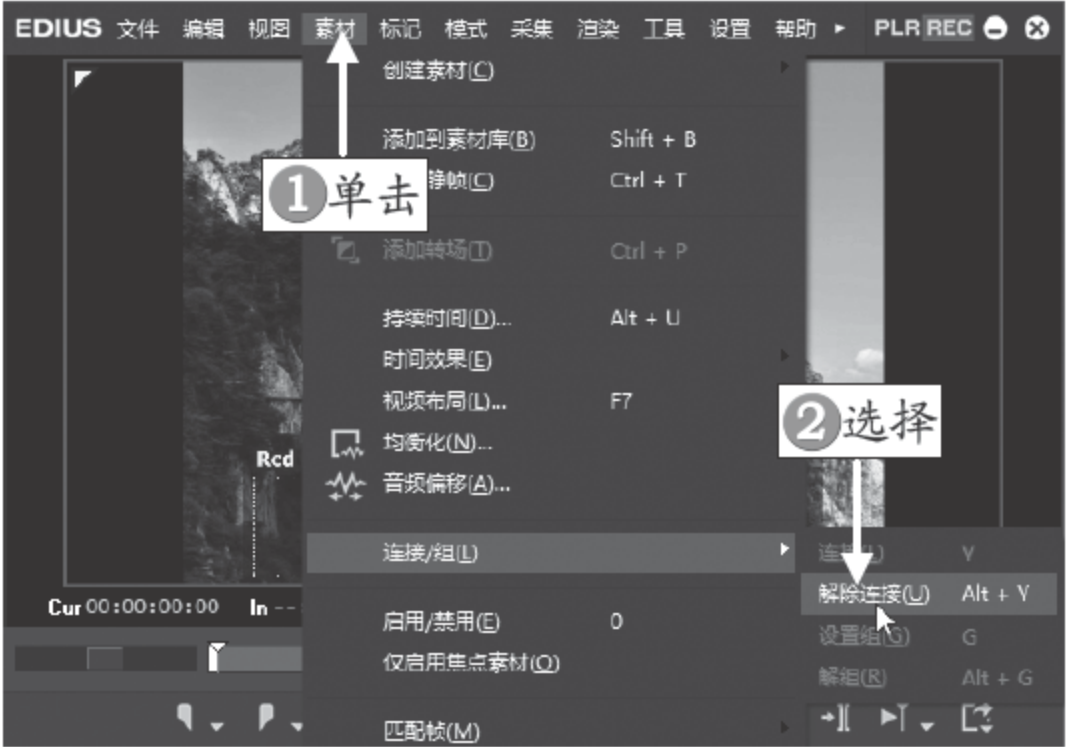 EDIUS 文件 编辑 视图 素材 标记 模式 采集 渲染 工具 设置 帮助 PLR REC
创建素材(C)
添加到素材库(B) Shift + B
静帧(C) Ctrl + T
1 单击
添加转场(T) Ctrl + P
持续时间(D)... Alt + U
时间效果(E)
视频布局(L)... F7
2 选择
均衡化(N)...
Rcd
音频偏移(A)...
连接/组(L)
连 (L) Y
Cur 00:00:00:00 In --:
解除连接(U) Alt + Y
启用/禁用(E) 0
设置组(G) G
仅启用焦点素材(O)
解组(R) Alt + G
匹配帧(M)